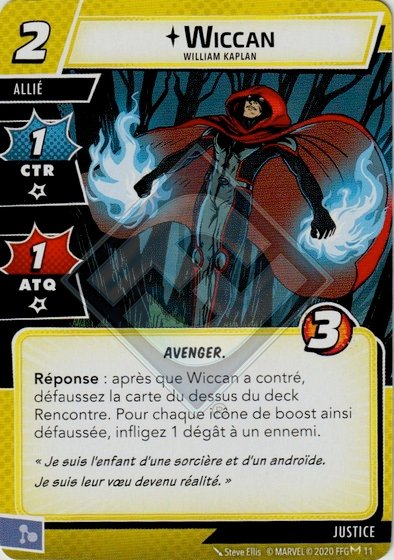 2
WICCAN
WILLIAM KAPLAN
ALLIÉ
1
CTR
1
ATQ
3
AVENGER.
Réponse : après que Wiccan a contré,
défaussez la carte du dessus du deck
Rencontre. Pour chaque icône de boost ainsi
défaussée, infligez 1 dégât à un ennemi.
« Je suis l'enfant d'une sorcière et d'un androïde.
Je suis leur vœu devenu réalité. »
JUSTICE
Steve Ellis © MARVEL © 2020 FFG 11